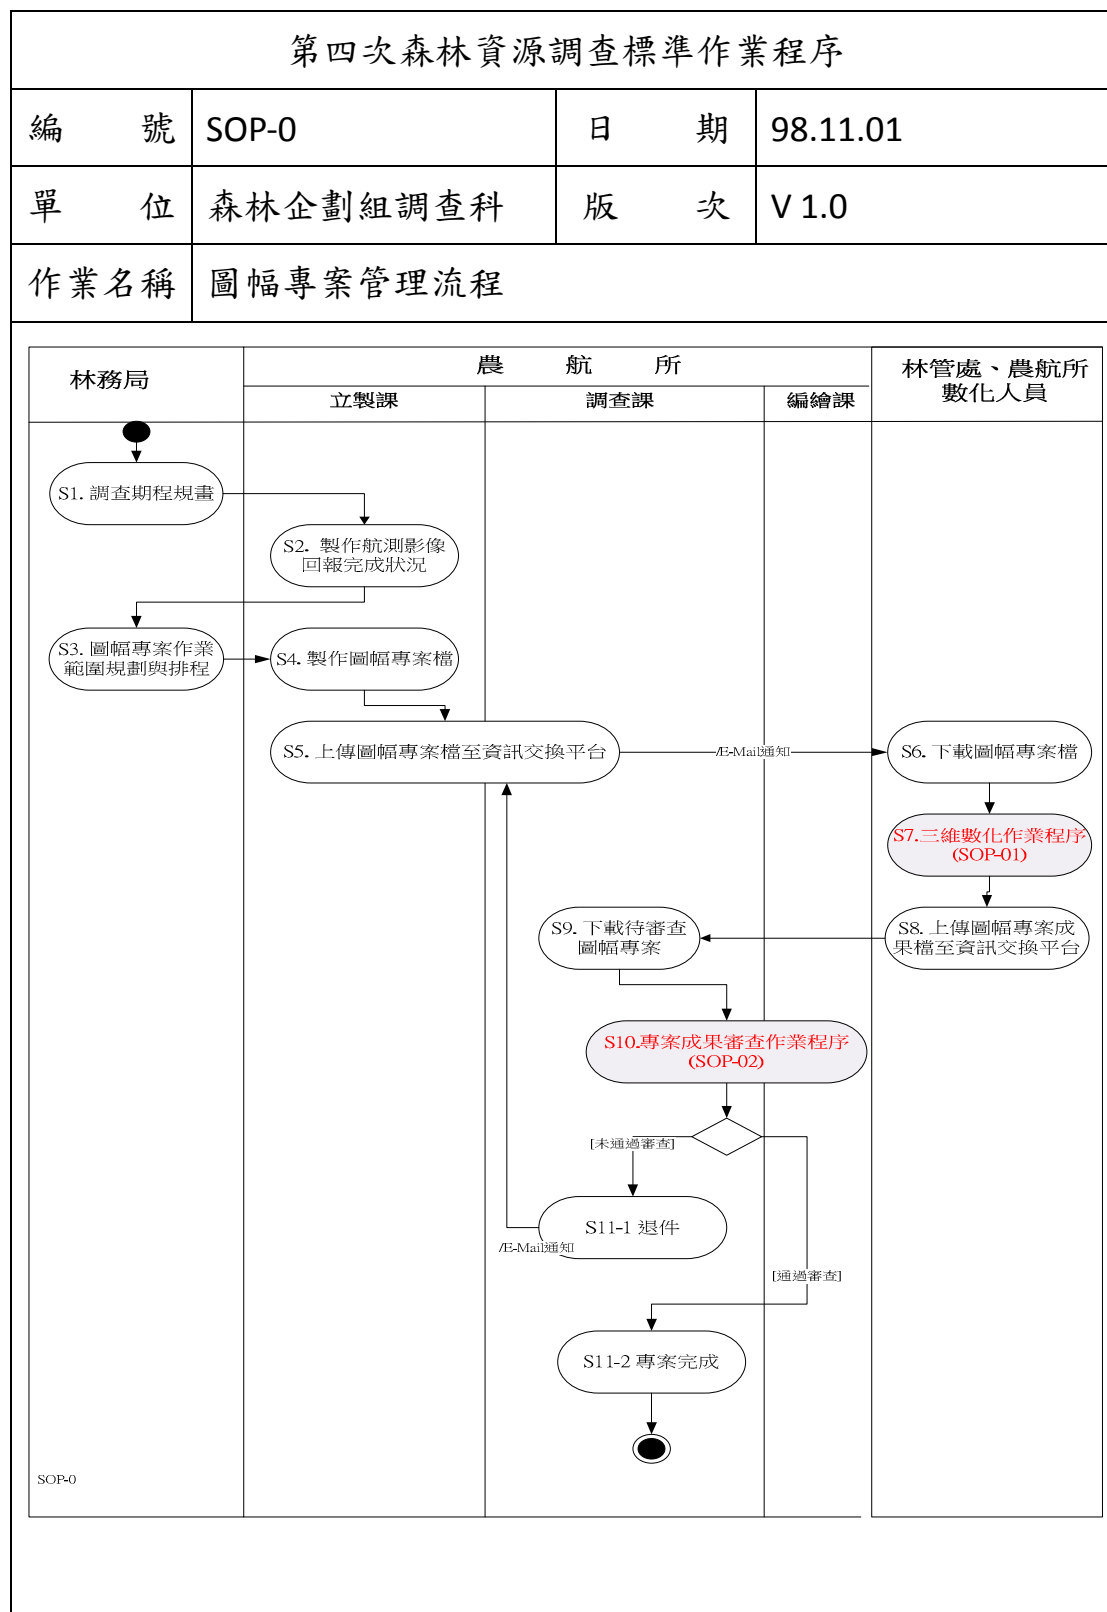 第四次森林資源調查標準作業程序
編 號 SOP-0 日 期 98.11.01
單 位 森林企劃組調查科 版 次 V 1.0
作業名稱 圖幅專案管理流程
林務局
農 航 所
林管處、農航所
數化人員
立製課 調查課 編繪課
S1. 調查期程規畫
S2. 製作航測影像
回報完成狀況
S3. 圖幅專案作業
範圍規劃與排程
S4. 製作圖幅專案檔
S5. 上傳圖幅專案檔至資訊交換平台
/E-Mail通知
S6. 下載圖幅專案檔
S7.三維數化作業程序
(SOP-01)
S8. 上傳圖幅專案成
果檔至資訊交換平台
S9. 下載待審查
圖幅專案
S10.專案成果審查作業程序
(SOP-02)
[未通過審查]
S11-1 退件
/E-Mail通知
[通過審查]
S11-2 專案完成
SOP-0